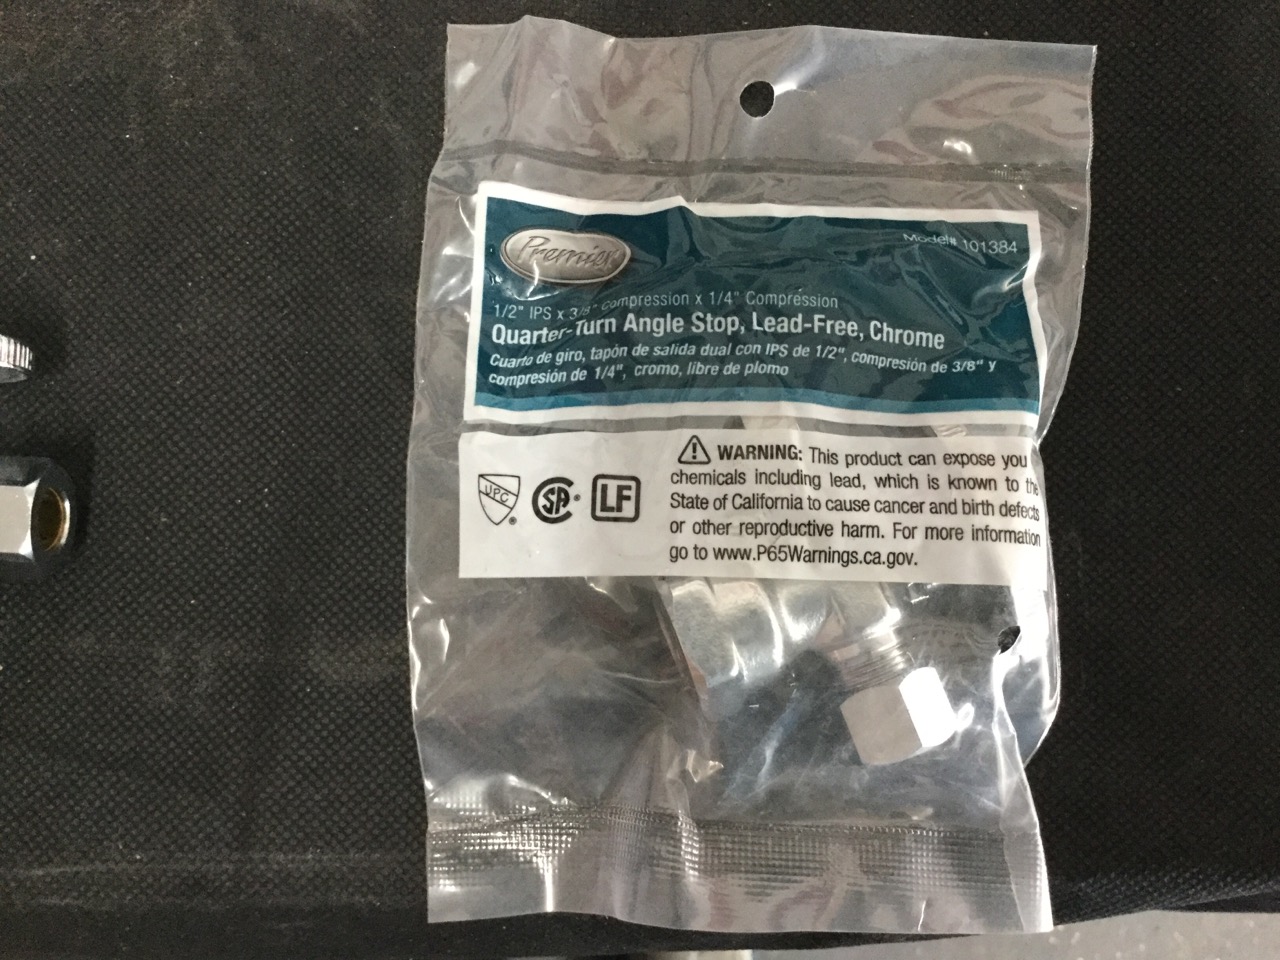 Premier
Model# 101384
1/2" IPS x 3/8" Compression x 1/4" Compression
Quarter-Turn Angle Stop, Lead-Free, Chrome
Cuarto de giro, tapón de salida dual con IPS de 1/2", compresión de 3/8" y
compresión de 1/4", cromo, libre de plomo
UPC ®
SA ®
LF
WARNING: This product can expose you
chemicals including lead, which is known to the
State of California to cause cancer and birth defects
or other reproductive harm. For more information
go to www.P65Warnings.ca.gov.